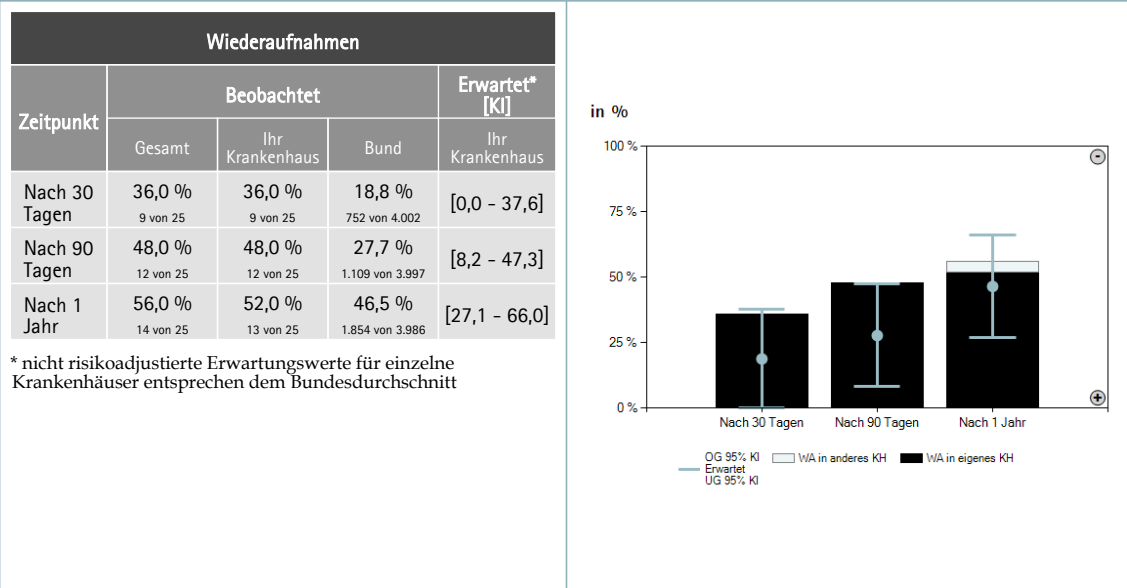 Wiederaufnahmen
Zeitpunkt
Beobachtet
Erwartet*
[KI]
Gesamt
Ihr
Krankenhaus
Bund
Ihr
Krankenhaus
Nach 30
Tagen
36,0 %
9 von 25
36,0 %
9 von 25
18,8 %
752 von 4.002
[0,0 - 37,6]
Nach 90
Tagen
48,0 %
12 von 25
48,0 %
12 von 25
27,7 %
1.109 von 3.997
[8,2 - 47,3]
Nach 1
Jahr
56,0 %
14 von 25
52,0 %
13 von 25
46,5 %
1.854 von 3.986
[27,1 - 66,0]
* nicht risikoadjustierte Erwartungswerte für einzelne
Krankenhäuser entsprechen dem Bundesdurchschnitt
in %
100 %
75 %
50 %
25 %
0 %
Nach 30 Tagen
Nach 90 Tagen
Nach 1 Jahr
OG 95% KI
Erwartet
UG 95% KI
WA in anderes KH
WA in eigenes KH